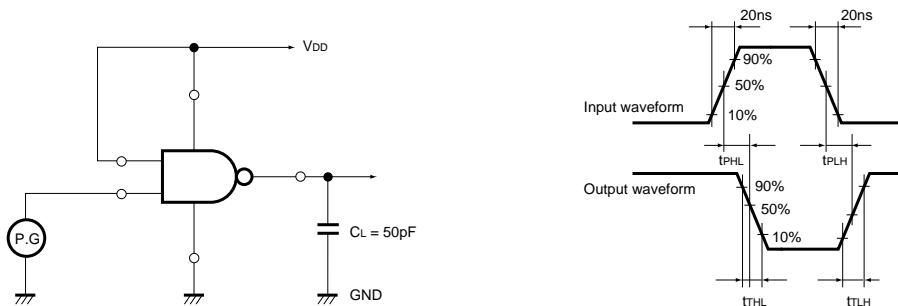 VDD
P.G
CL = 50pF
GND
20ns
20ns
90%
50%
10%
Input waveform
tPHL
tPLH
Output waveform
90%
50%
10%
tTHL
tTLH